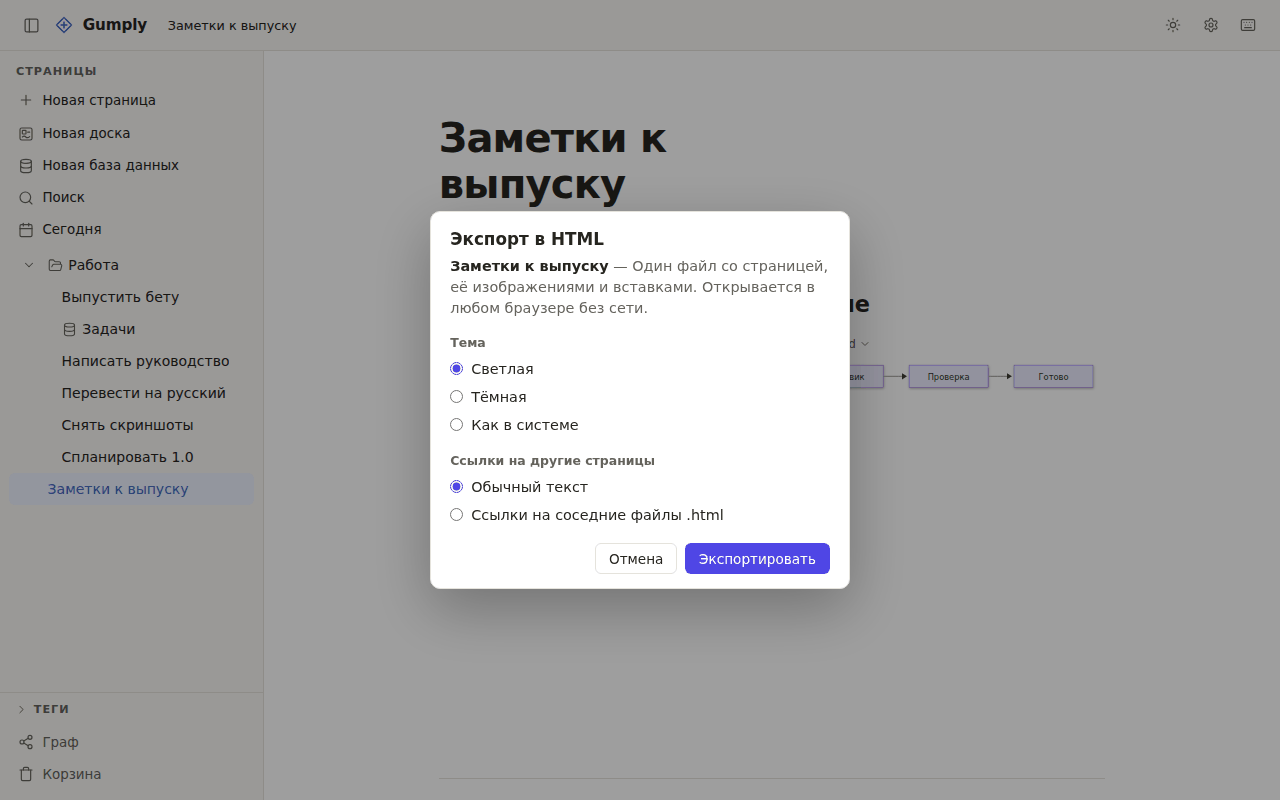 Gumply
Заметки к выпуску
СТРАНИЦЫ
Новая страница
Новая доска
Новая база данных
Поиск
Сегодня
Работа
Выпустить бету
Задачи
Написать руководство
Перевести на русский
Снять скриншоты
Спланировать 1.0
Заметки к выпуску
ТЕГИ
Граф
Корзина
Заметки к
выпуску
Проверка
Готово
Экспорт в HTML
Заметки к выпуску — Один файл со страницей,
её изображениями и вставками. Открывается в
любом браузере без сети.
Тема
Светлая
Тёмная
Как в системе
Ссылки на другие страницы
Обычный текст
Ссылки на соседние файлы .html
Отмена
Экспортировать